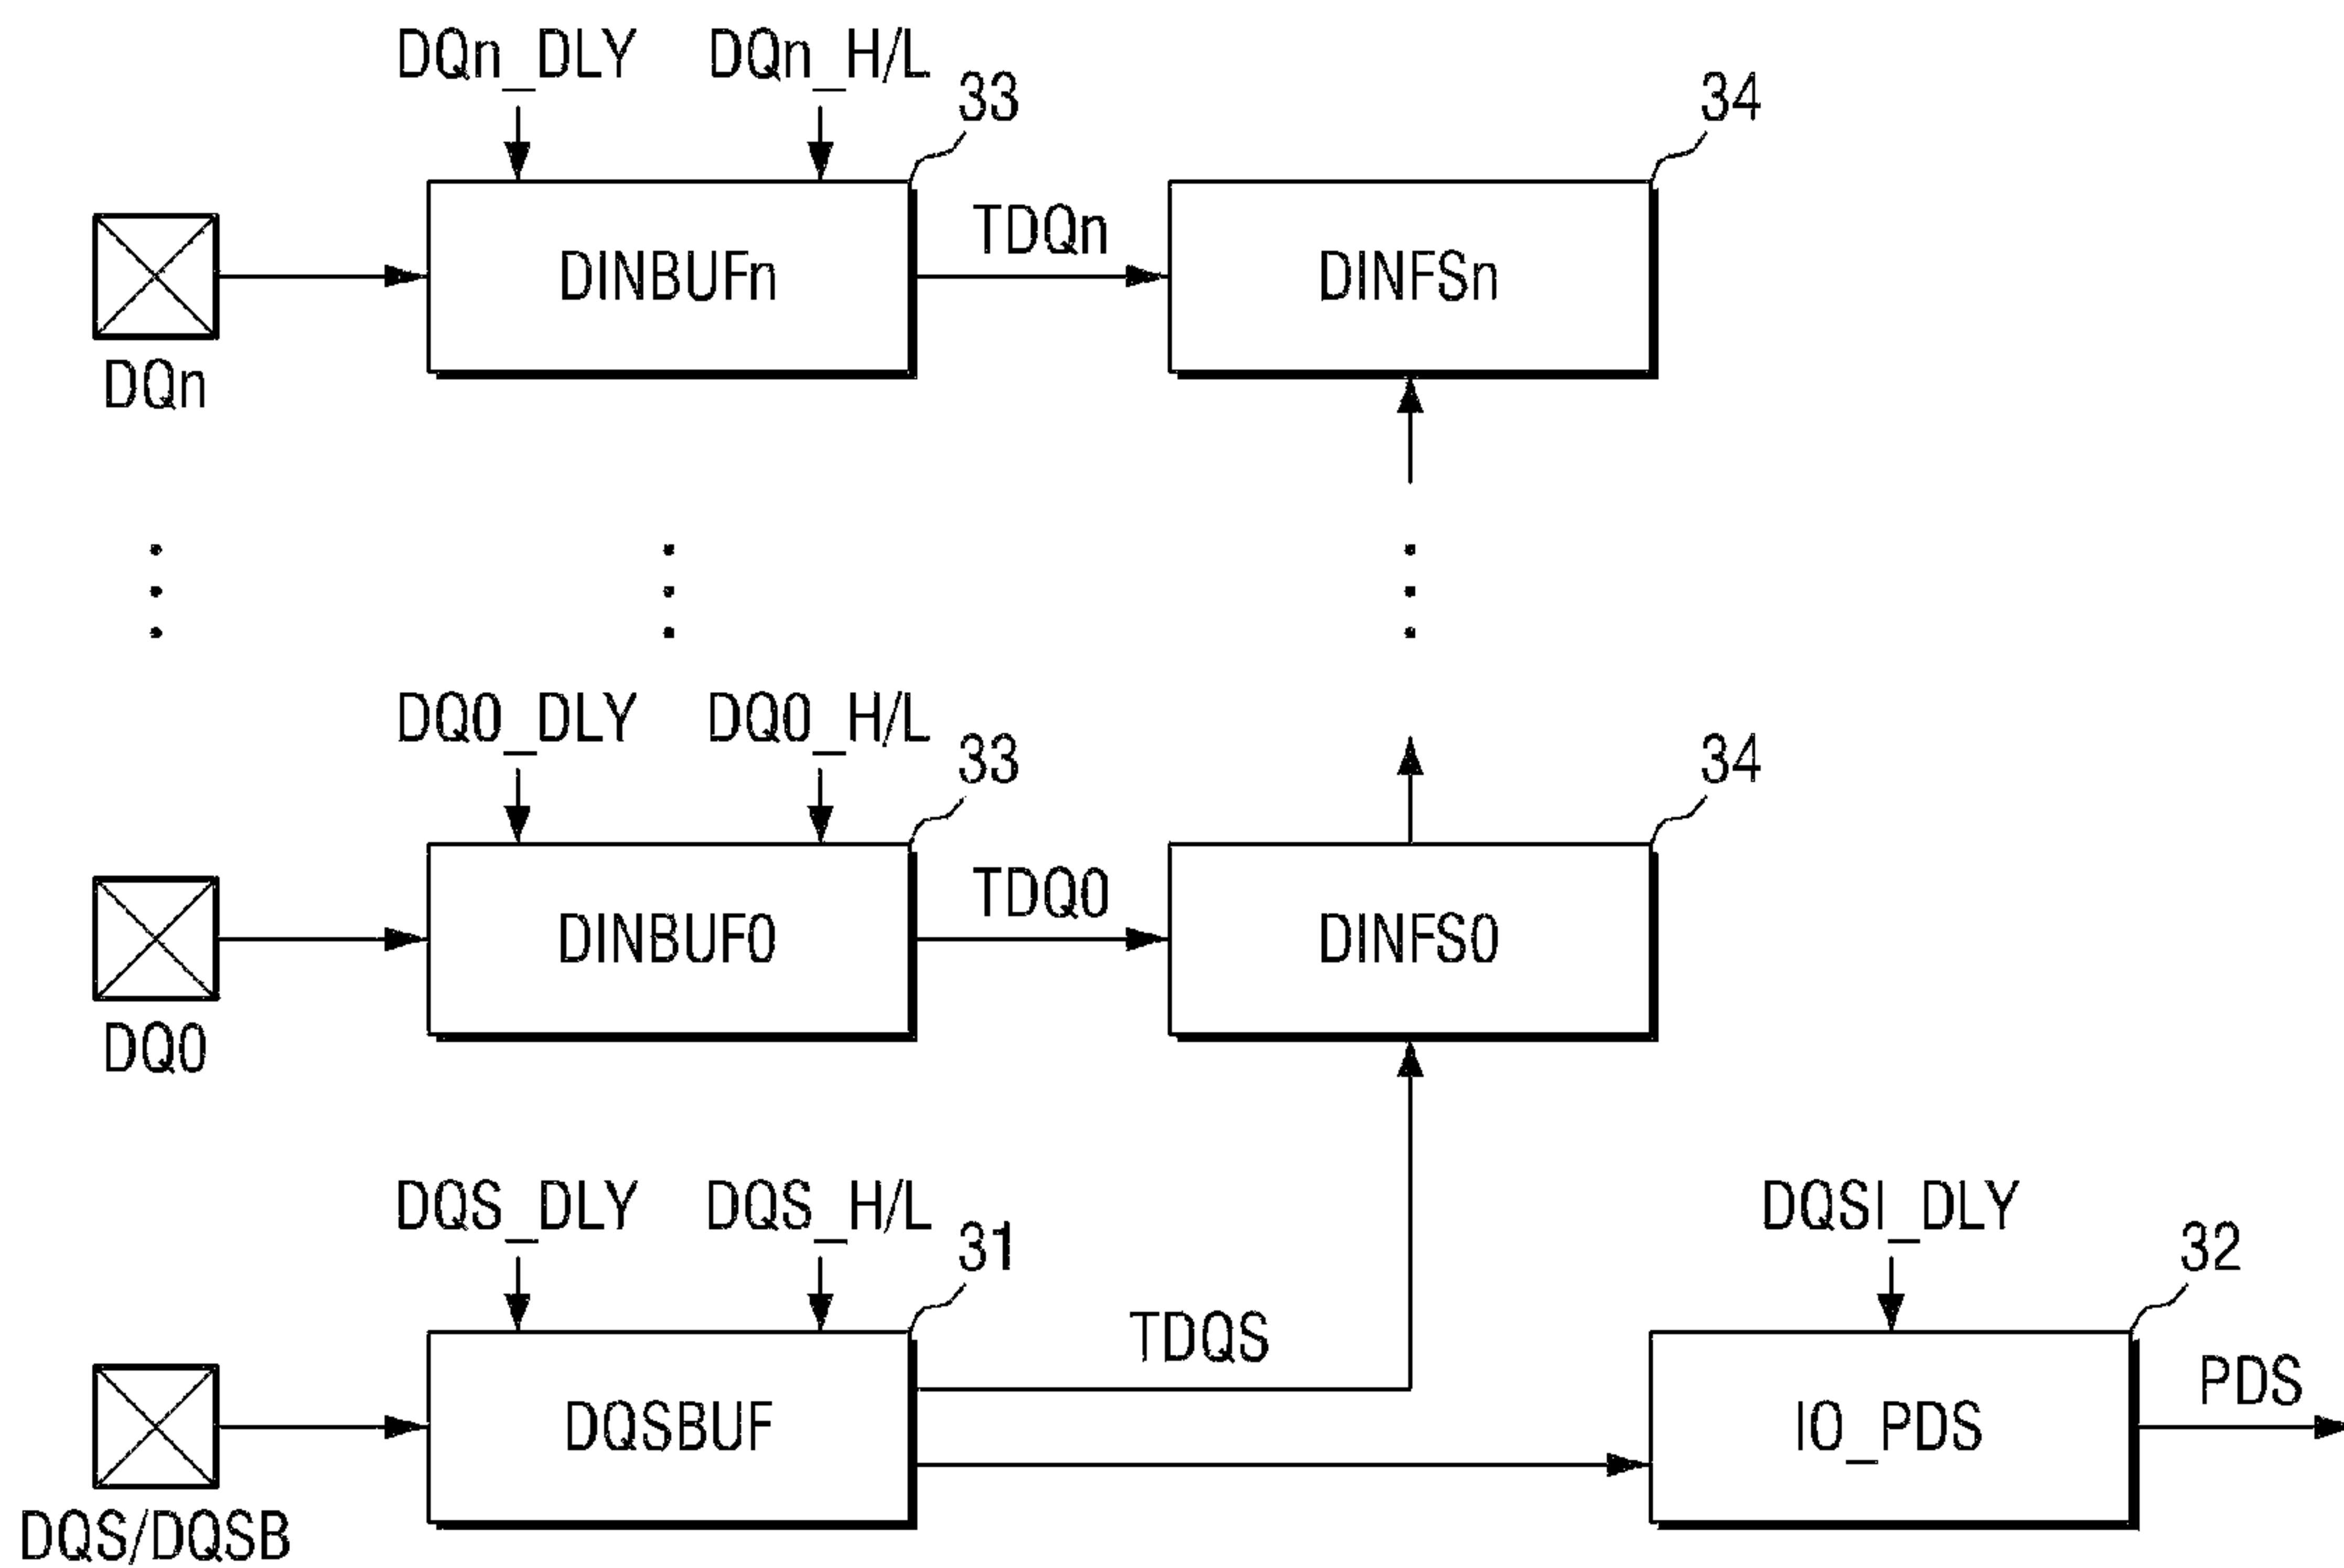 DQn_DLY
DQn_H/L
33
34
DINBUFn
TDQn
DINFSn
DQn
DQ0_DLY
DQ0_H/L
33
34
DINBUF0
TDQ0
DINFS0
DQ0
DQS_DLY
DQS_H/L
31
DQSI_DLY
32
TDQS
DQSBUF
IO_PDS
PDS
DQS/DQSB